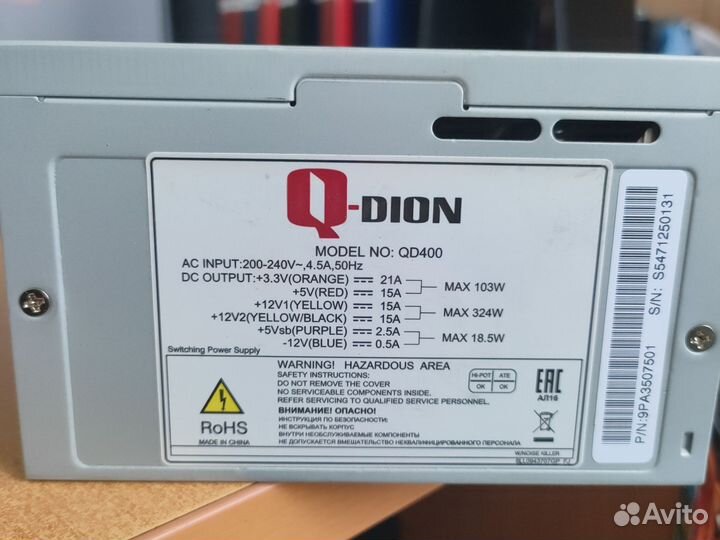 Q-DION
MODEL NO: QD400
AC INPUT:200-240V~,4.5A,50Hz
DC OUTPUT:+3.3V(ORANGE) 21A
+5V(RED) 15A
MAX 103W
+12V1(YELLOW) 15A
+12V2(YELLOW/BLACK) 15A
MAX 324W
+5Vsb(PURPLE) 2.5A
-12V(BLUE) 0.5A
MAX 18.5W
Switching Power Supply
WARNING! HAZARDOUS AREA
SAFETY INSTRUCTIONS:
DO NOT REMOVE THE COVER
NO SERVICEABLE COMPONENTS INSIDE.
REFER SERVICING TO QUALIFIED SERVICE PERSONNEL.
ВНИМАНИЕ! ОПАСНО!
ИНСТРУКЦИЯ ПО БЕЗОПАСНОСТИ:
НЕ ВСКРЫВАТЬ КОРПУС
ВНУТРИ НЕОБСЛУЖИВАЕМЫЕ КОМПОНЕНТЫ
НЕ ДОПУСКАЕТСЯ ОБСЛУЖИВАНИЕ НЕКВАЛИФИЦИРОВАННОГО ПЕРСОНАЛА
HI-POT ATE
OK OK
EAC
АЛ16
RoHS
MADE IN CHINA
W/NOISE KILLER
P/N:9PA3507501
S/N: S5471250131
Avito